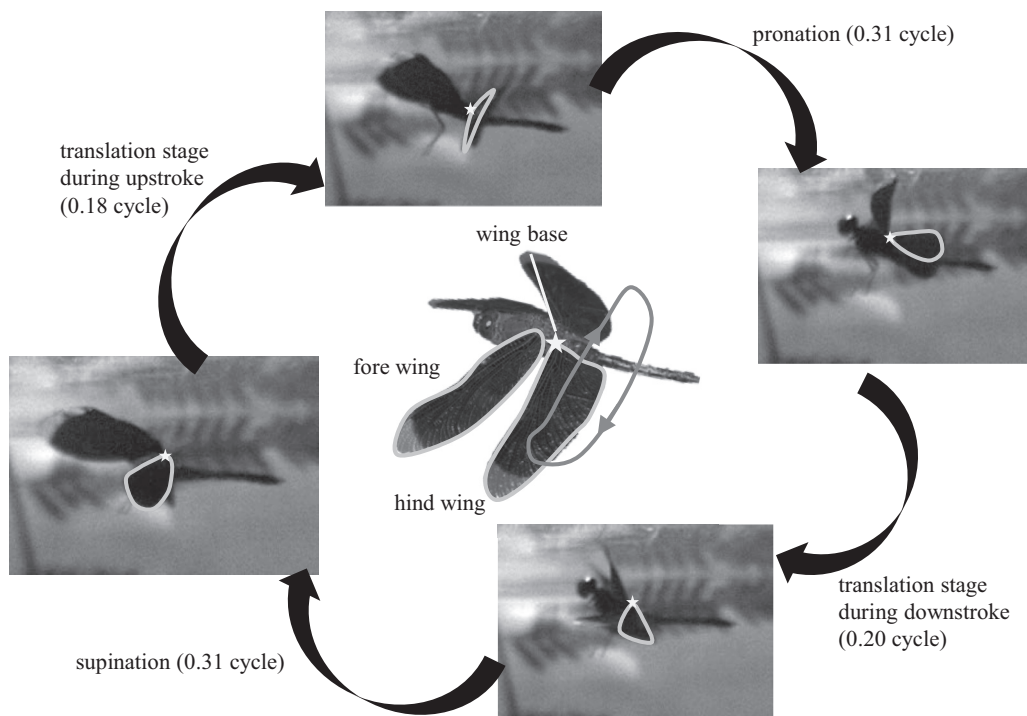 pronation (0.31 cycle)
translation stage
during upstroke
(0.18 cycle)
wing base
fore wing
hind wing
translation stage
during downstroke
(0.20 cycle)
supination (0.31 cycle)